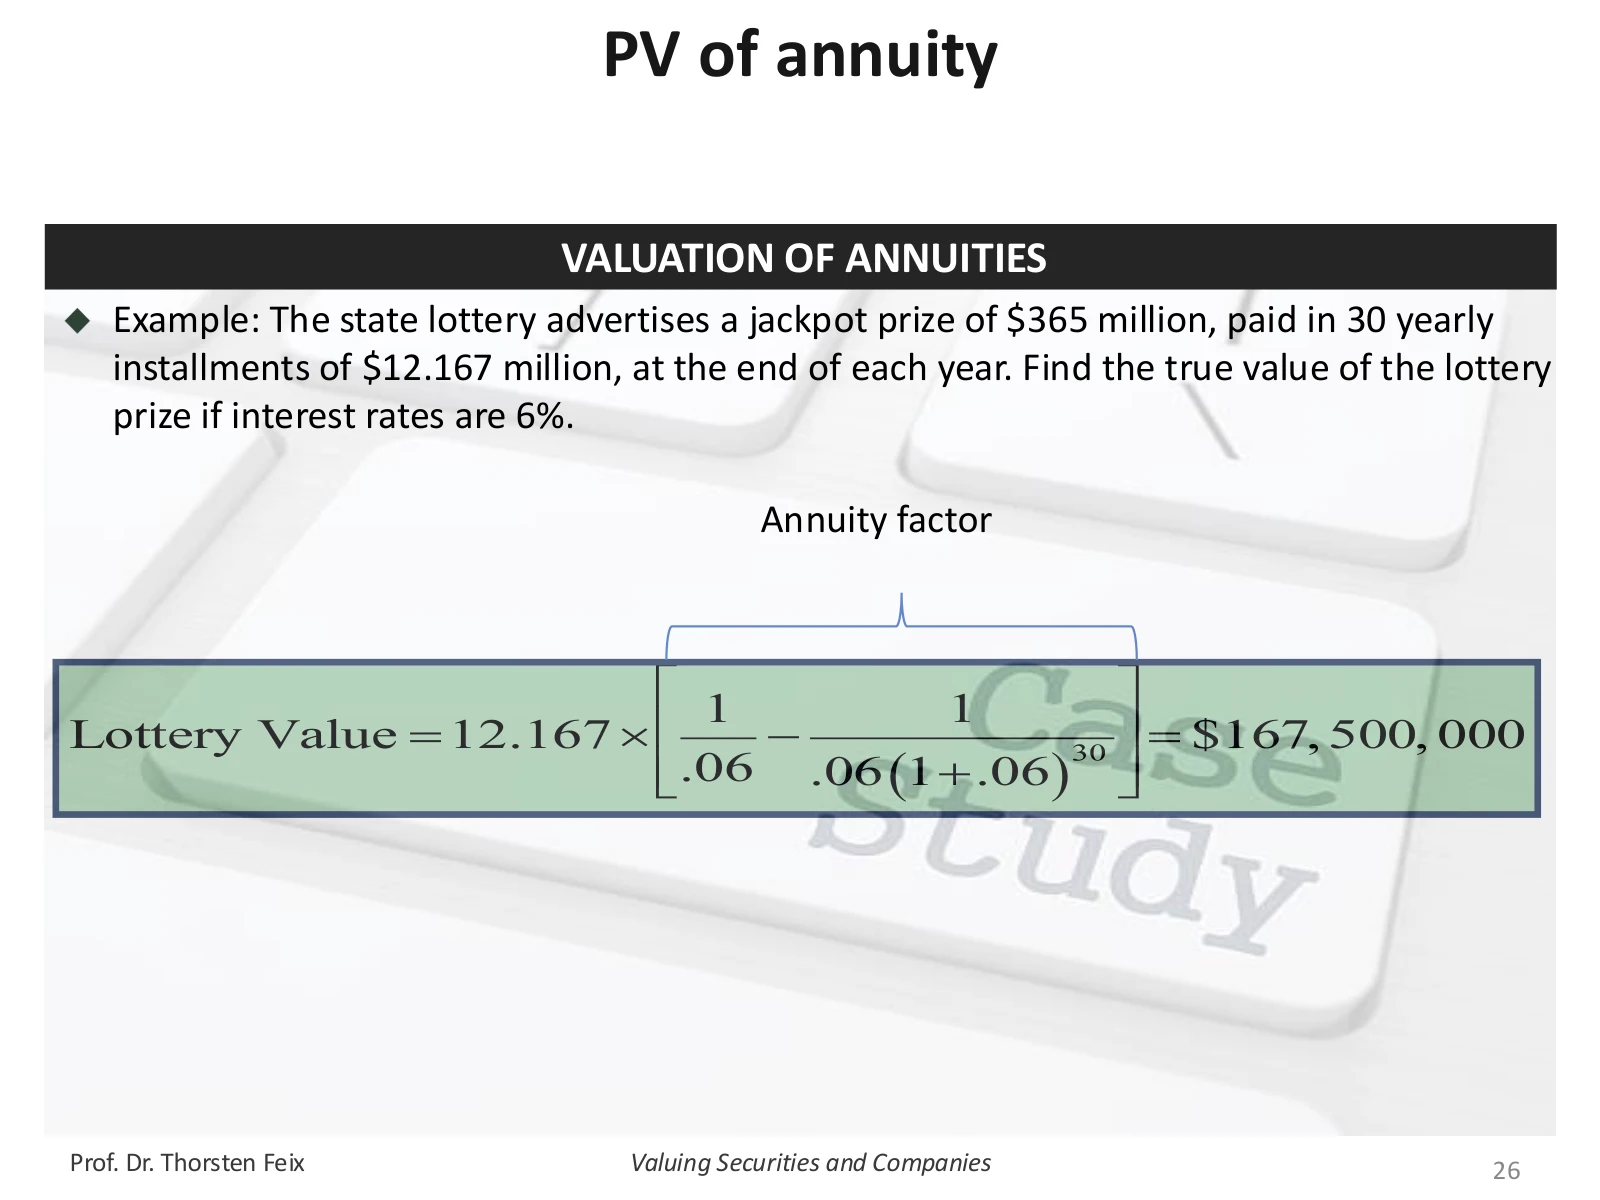 PV of annuity
VALUATION OF ANNUITIES
◆ Example: The state lottery advertises a jackpot prize of $365 million, paid in 30 yearly
installments of $12.167 million, at the end of each year. Find the true value of the lottery
prize if interest rates are 6%.
Annuity factor
Lottery Value = 12.167 × [ 1/.06 − 1/.06(1+.06)^30 ] = $167,500,000
Case
Study
Prof. Dr. Thorsten Feix
Valuing Securities and Companies
26